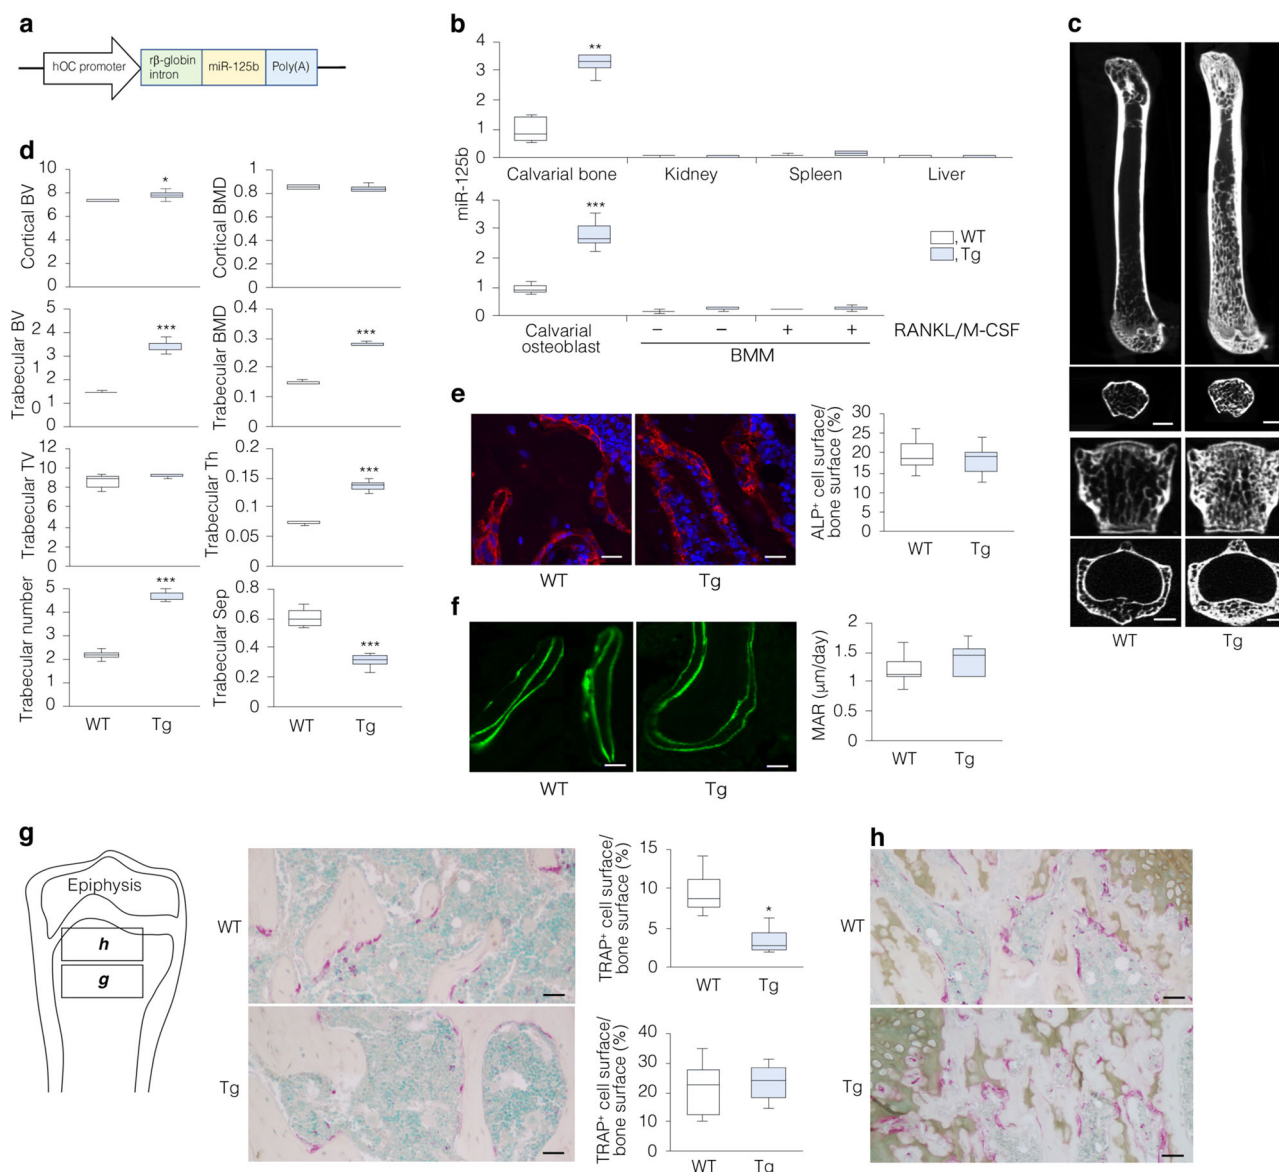 a
hOC promoter
rβ-globin
intron
miR-125b
Poly(A)
b
miR-125b
4
3
2
1
0
**
Calvarial bone
Kidney
Spleen
Liver
4
3
2
1
0
***
Calvarial
osteoblast
− − + +
RANKL/M-CSF
BMM
, WT
, Tg
c
WT
Tg
d
Cortical BV
10
8
6
4
2
0
*
Cortical BMD
1
0.8
0.6
0.4
0.2
0
Trabecular BV
5
4
3
2
1
0
***
Trabecular BMD
0.4
0.3
0.2
0.1
0
***
Trabecular TV
12
10
8
6
4
2
0
Trabecular Th
0.2
0.15
0.1
0.05
0
***
Trabecular number
5
4
3
2
1
0
***
WT
Tg
Trabecular Sep
0.6
0.4
0.2
0
***
WT
Tg
e
WT
Tg
ALP⁺ cell surface/
bone surface (%)
30
25
20
15
10
5
0
WT
Tg
f
WT
Tg
MAR (μm/day)
2
1.5
1
0.5
0
WT
Tg
g
Epiphysis
h
g
WT
Tg
TRAP⁺ cell surface/
bone surface (%)
15
10
5
0
*
WT
Tg
TRAP⁺ cell surface/
bone surface (%)
40
30
20
10
0
WT
Tg
h
WT
Tg